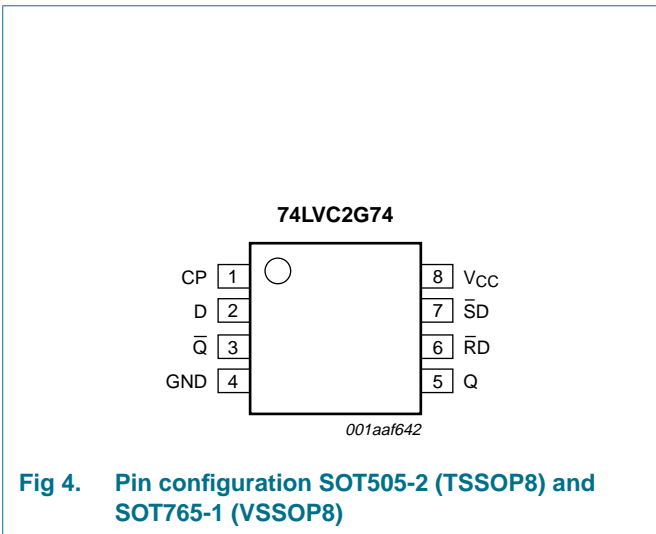 74LVC2G74
CP 1 8 VCC
D 2 7 S̅D
Q̅ 3 6 R̅D
GND 4 5 Q
001aaf642
Fig 4. Pin configuration SOT505-2 (TSSOP8) and
SOT765-1 (VSSOP8)